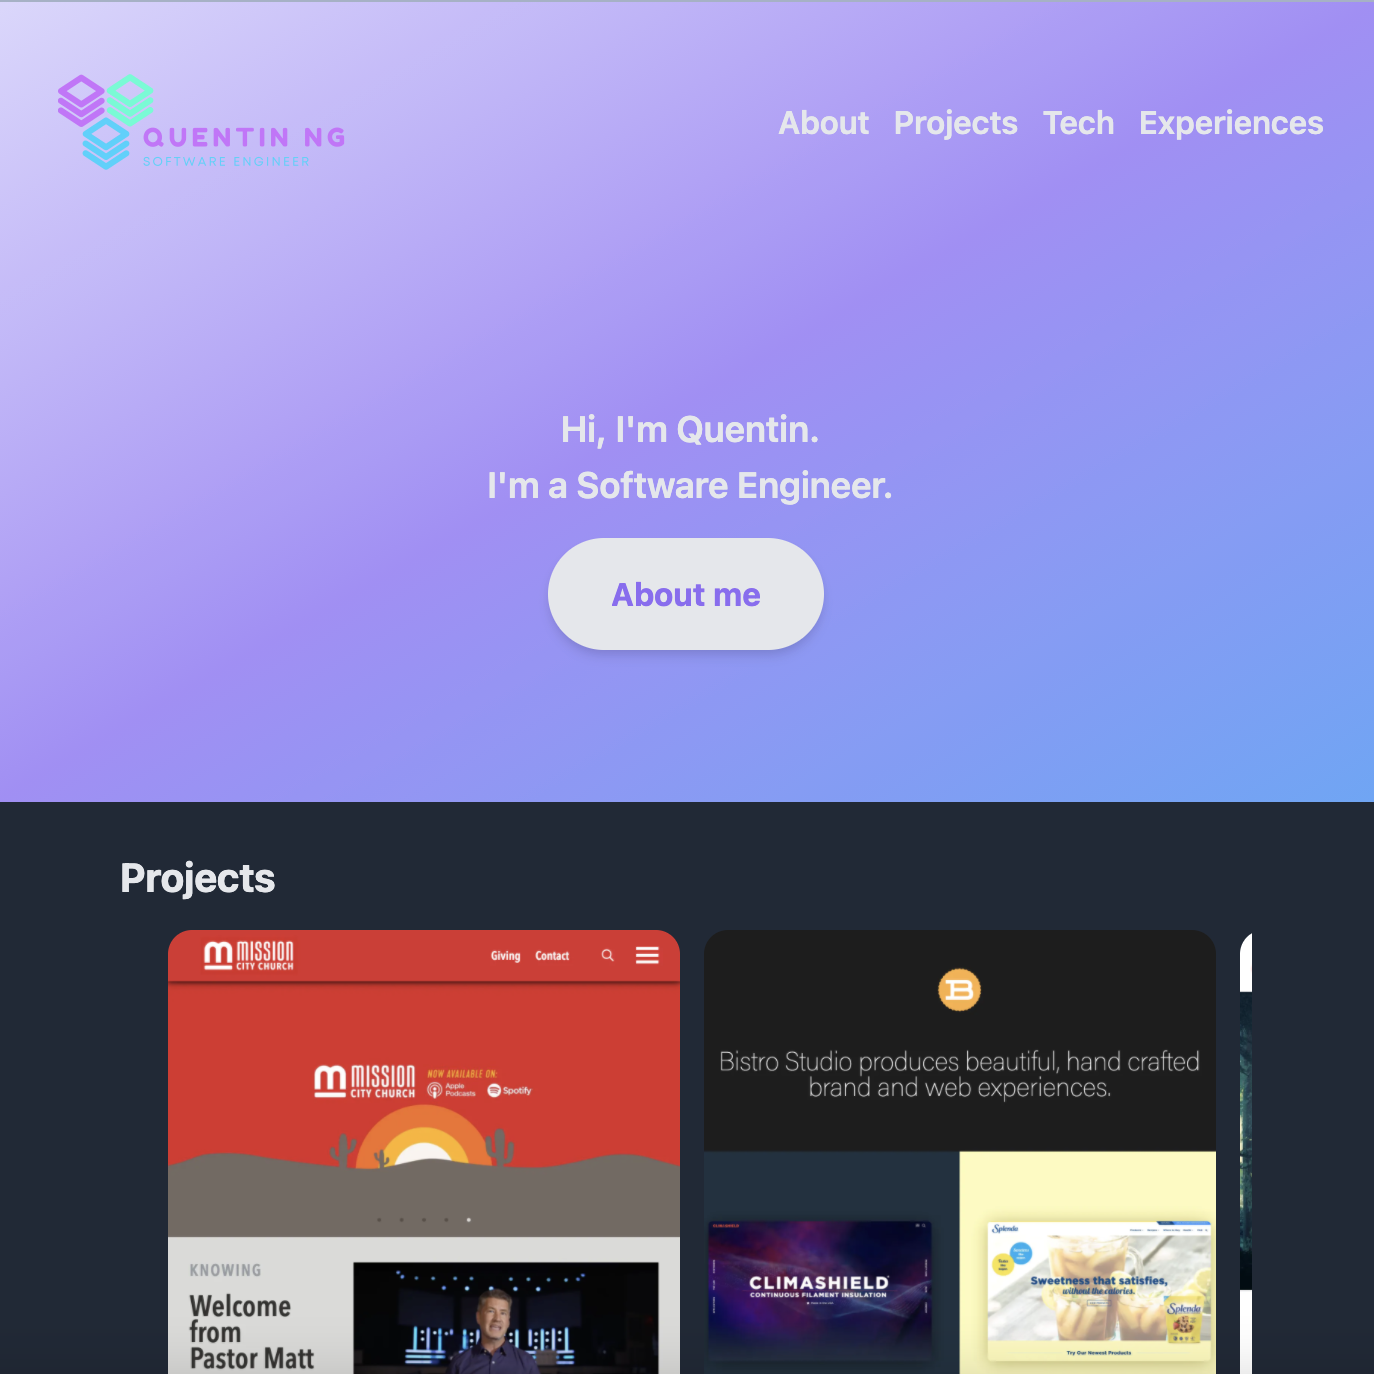 QUENTIN NG
SOFTWARE ENGINEER
About Projects Tech Experiences
Hi, I'm Quentin.
I'm a Software Engineer.
About me
Projects
MISSION
CITY CHURCH
Giving Contact
MISSION
CITY CHURCH
NOW AVAILABLE ON:
Apple
Podcasts
Spotify
KNOWING
Welcome
from
Pastor Matt
B
Bistro Studio produces beautiful, hand crafted
brand and web experiences.
CLIMASHIELD
CONTINUOUS FILAMENT INSULATION
Splenda
Sweetness that satisfies,
without the calories.
Splenda
Try Our Newest Products